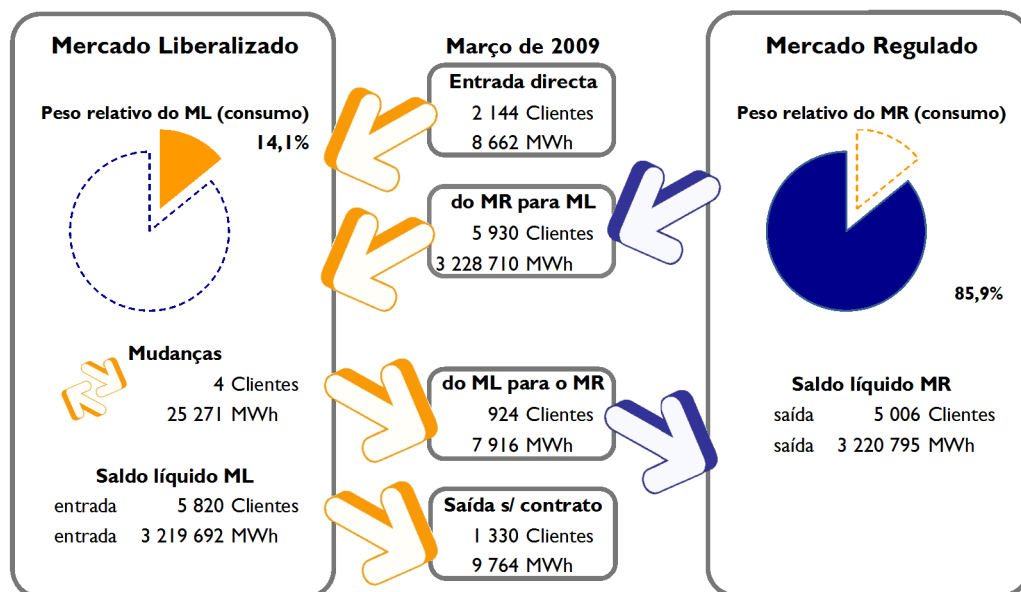 Mercado Liberalizado
Peso relativo do ML (consumo)
14,1%
Mudanças
4 Clientes
25 271 MWh
Saldo líquido ML
entrada 5 820 Clientes
entrada 3 219 692 MWh
Março de 2009
Entrada directa
2 144 Clientes
8 662 MWh
do MR para ML
5 930 Clientes
3 228 710 MWh
do ML para o MR
924 Clientes
7 916 MWh
Saída s/ contrato
1 330 Clientes
9 764 MWh
Mercado Regulado
Peso relativo do MR (consumo)
85,9%
Saldo líquido MR
saída 5 006 Clientes
saída 3 220 795 MWh